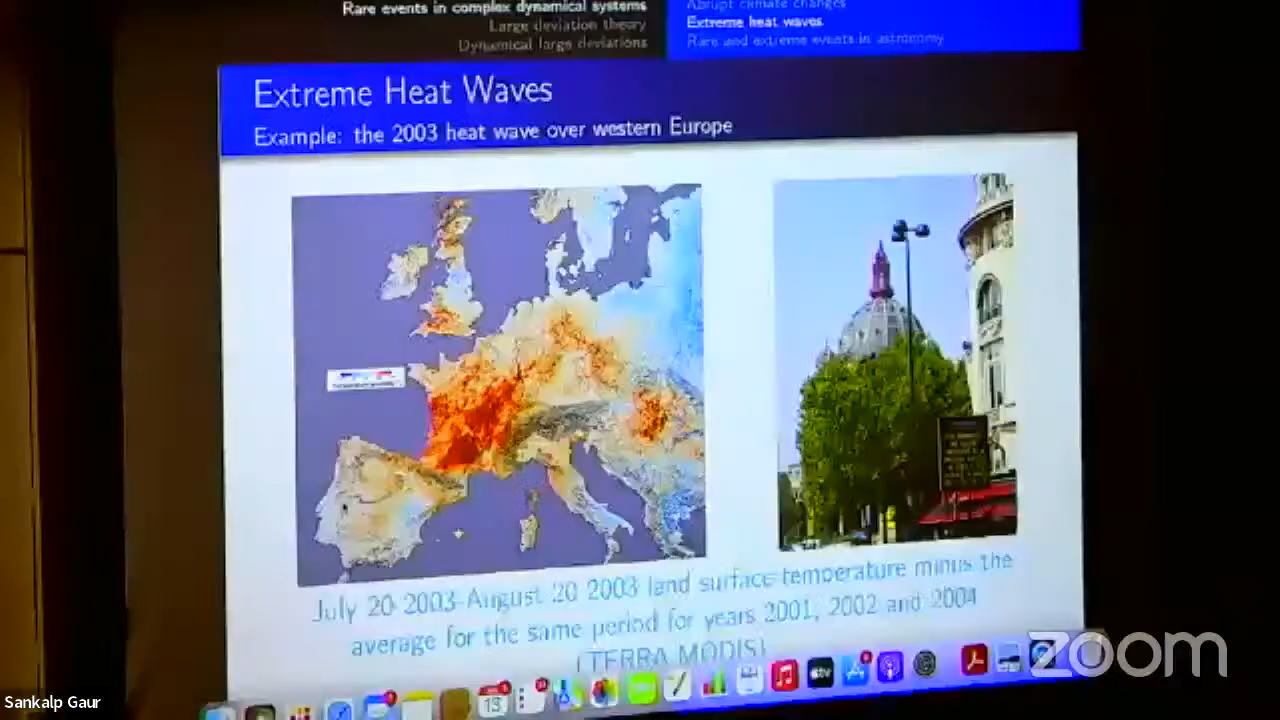 Rare events in complex dynamical systems
Large deviation theory
Dynamical large deviations
Abrupt climate changes
Extreme heat waves
Rare and extreme events in astronomy
Extreme Heat Waves
Example: the 2003 heat wave over western Europe
July 20 2003-August 20 2003 land surface temperature minus the
average for the same period for years 2001, 2002 and 2004
(TERRA MODIS)
zoom
Sankalp Gaur